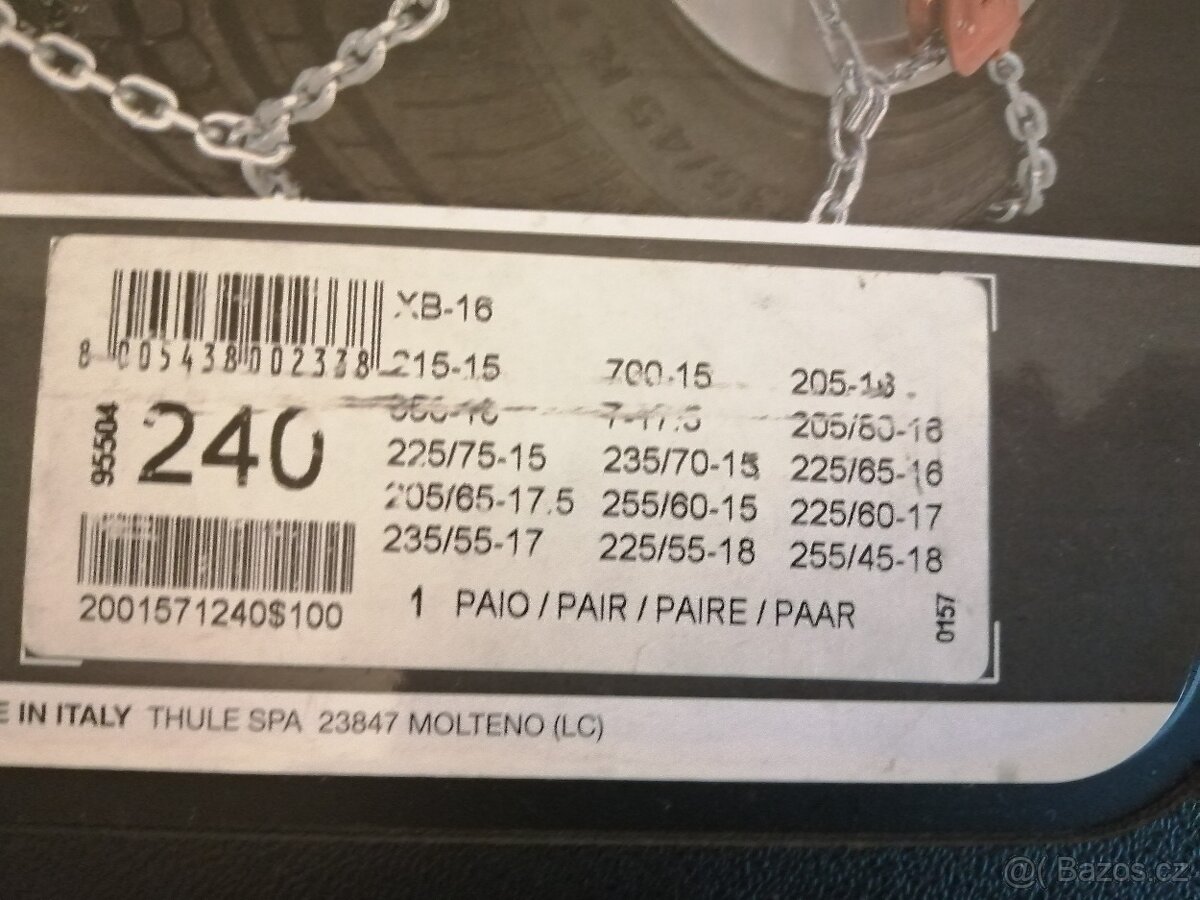 XB-16
8 005438 002338
215-15 700-15 205-16
205/80-16
95504
240
225/75-15 235/70-15 225/65-16
205/65-17.5 255/60-15 225/60-17
235/55-17 225/55-18 255/45-18
2001571240$100
1 PAIO / PAIR / PAIRE / PAAR
0157
E IN ITALY THULE SPA 23847 MOLTENO (LC)
@( Bazos.cz